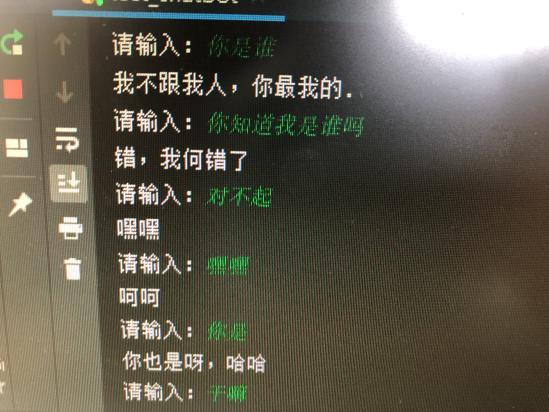 请输入：你是谁
我不跟我人，你最我的.
请输入：你知道我是谁吗
错，我何错了
请输入：对不起
嘿嘿
请输入：嘿嘿
呵呵
请输入：你是
你也是呀，哈哈
请输入：干嘛